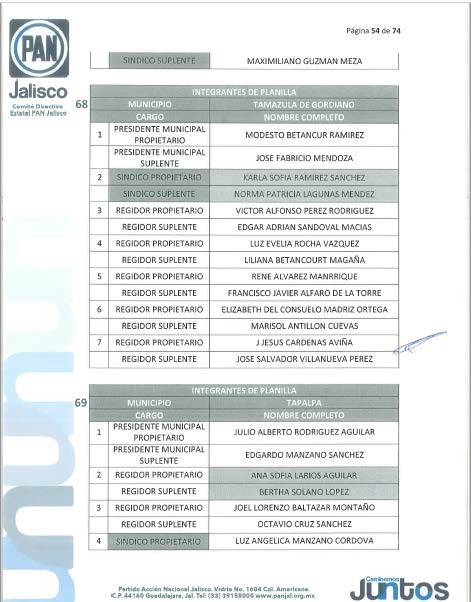 Página 54 de 74
PAN
Jalisco
Comité Directivo
Estatal PAN Jalisco
SINDICO SUPLENTE MAXIMILIANO GUZMAN MEZA
68
INTEGRANTES DE PLANILLA
MUNICIPIO TAMAZULA DE GORDIANO
CARGO NOMBRE COMPLETO
1 PRESIDENTE MUNICIPAL PROPIETARIO MODESTO BETANCUR RAMIREZ
PRESIDENTE MUNICIPAL SUPLENTE JOSE FABRICIO MENDOZA
2 SINDICO PROPIETARIO KARLA SOFIA RAMIREZ SANCHEZ
SINDICO SUPLENTE NORMA PATRICIA LAGUNAS MENDEZ
3 REGIDOR PROPIETARIO VICTOR ALFONSO PEREZ RODRIGUEZ
REGIDOR SUPLENTE EDGAR ADRIAN SANDOVAL MACIAS
4 REGIDOR PROPIETARIO LUZ EVELIA ROCHA VAZQUEZ
REGIDOR SUPLENTE LILIANA BETANCOURT MAGAÑA
5 REGIDOR PROPIETARIO RENE ALVAREZ MANRRIQUE
REGIDOR SUPLENTE FRANCISCO JAVIER ALFARO DE LA TORRE
6 REGIDOR PROPIETARIO ELIZABETH DEL CONSUELO MADRIZ ORTEGA
REGIDOR SUPLENTE MARISOL ANTILLON CUEVAS
7 REGIDOR PROPIETARIO J JESUS CARDENAS AVIÑA
REGIDOR SUPLENTE JOSE SALVADOR VILLANUEVA PEREZ
69
INTEGRANTES DE PLANILLA
MUNICIPIO TAPALPA
CARGO NOMBRE COMPLETO
1 PRESIDENTE MUNICIPAL PROPIETARIO JULIO ALBERTO RODRIGUEZ AGUILAR
PRESIDENTE MUNICIPAL SUPLENTE EDGARDO MANZANO SANCHEZ
2 REGIDOR PROPIETARIO ANA SOFIA LARIOS AGUILAR
REGIDOR SUPLENTE BERTHA SOLANO LOPEZ
3 REGIDOR PROPIETARIO JOEL LORENZO BALTAZAR MONTAÑO
REGIDOR SUPLENTE OCTAVIO CRUZ SANCHEZ
4 SINDICO PROPIETARIO LUZ ANGELICA MANZANO CORDOVA
Partido Acción Nacional Jalisco. Vidrio No. 1604 Col. Americana.
C.P. 44160 Guadalajara, Jal. Tel: (33) 39158000 www.panjal.org.mx
Caminemos
Juntos